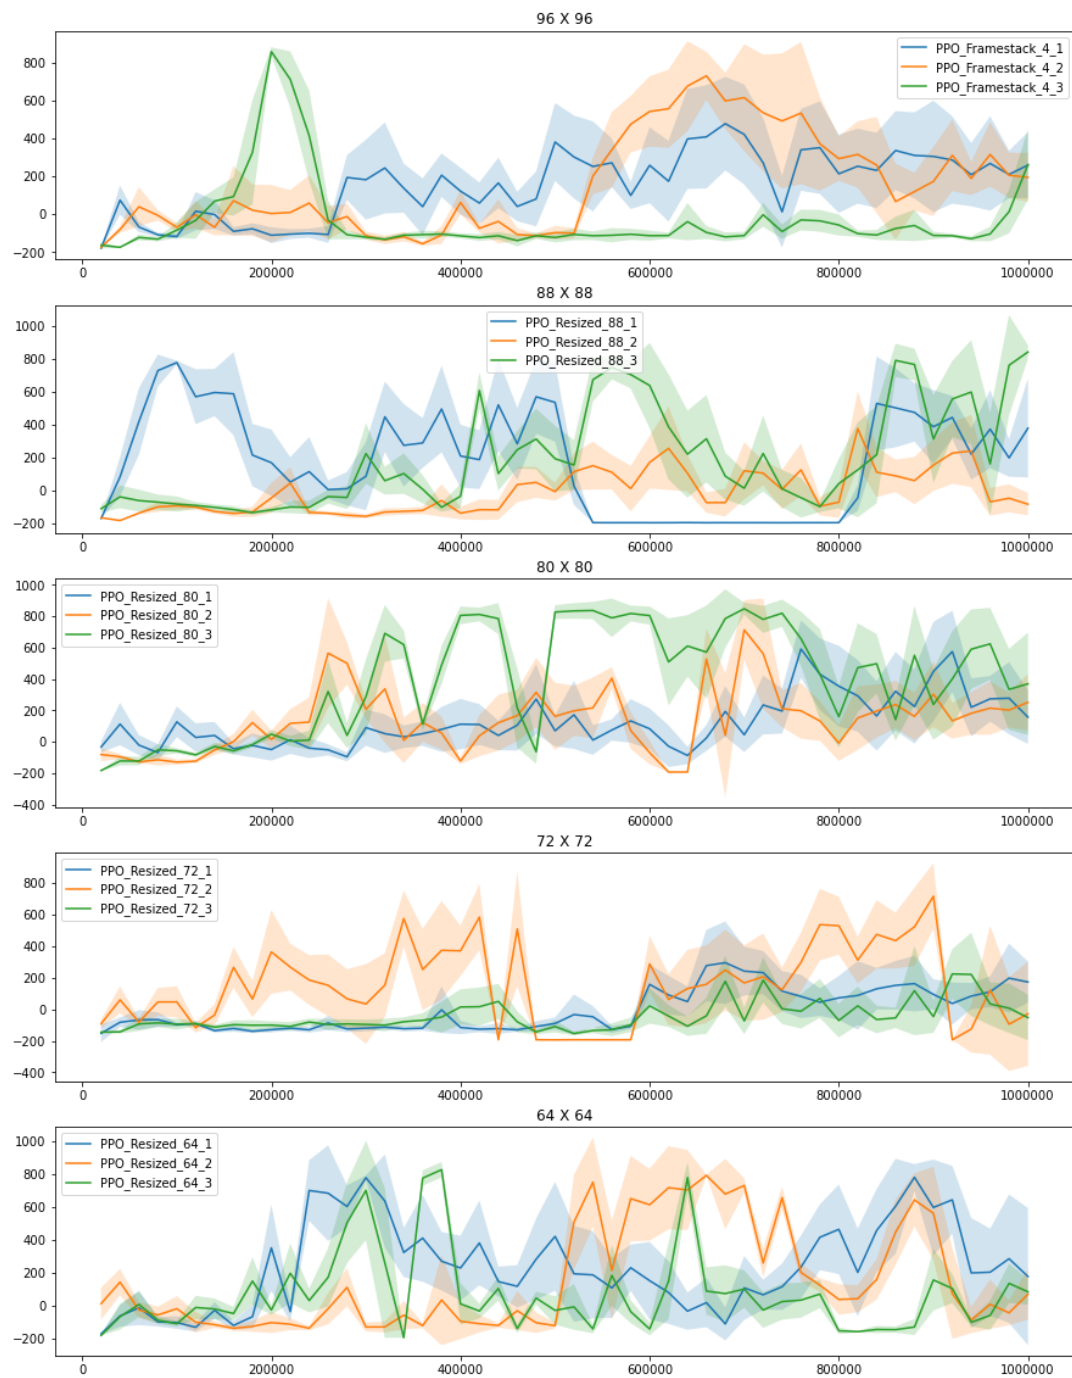 96 X 96
PPO_Framestack_4_1
PPO_Framestack_4_2
PPO_Framestack_4_3
800
600
400
200
0
−200
0 200000 400000 600000 800000 1000000
88 X 88
PPO_Resized_88_1
PPO_Resized_88_2
PPO_Resized_88_3
1000
800
600
400
200
0
−200
0 200000 400000 600000 800000 1000000
80 X 80
PPO_Resized_80_1
PPO_Resized_80_2
PPO_Resized_80_3
1000
800
600
400
200
0
−200
−400
0 200000 400000 600000 800000 1000000
72 X 72
PPO_Resized_72_1
PPO_Resized_72_2
PPO_Resized_72_3
800
600
400
200
0
−200
−400
0 200000 400000 600000 800000 1000000
64 X 64
PPO_Resized_64_1
PPO_Resized_64_2
PPO_Resized_64_3
1000
800
600
400
200
0
−200
0 200000 400000 600000 800000 1000000